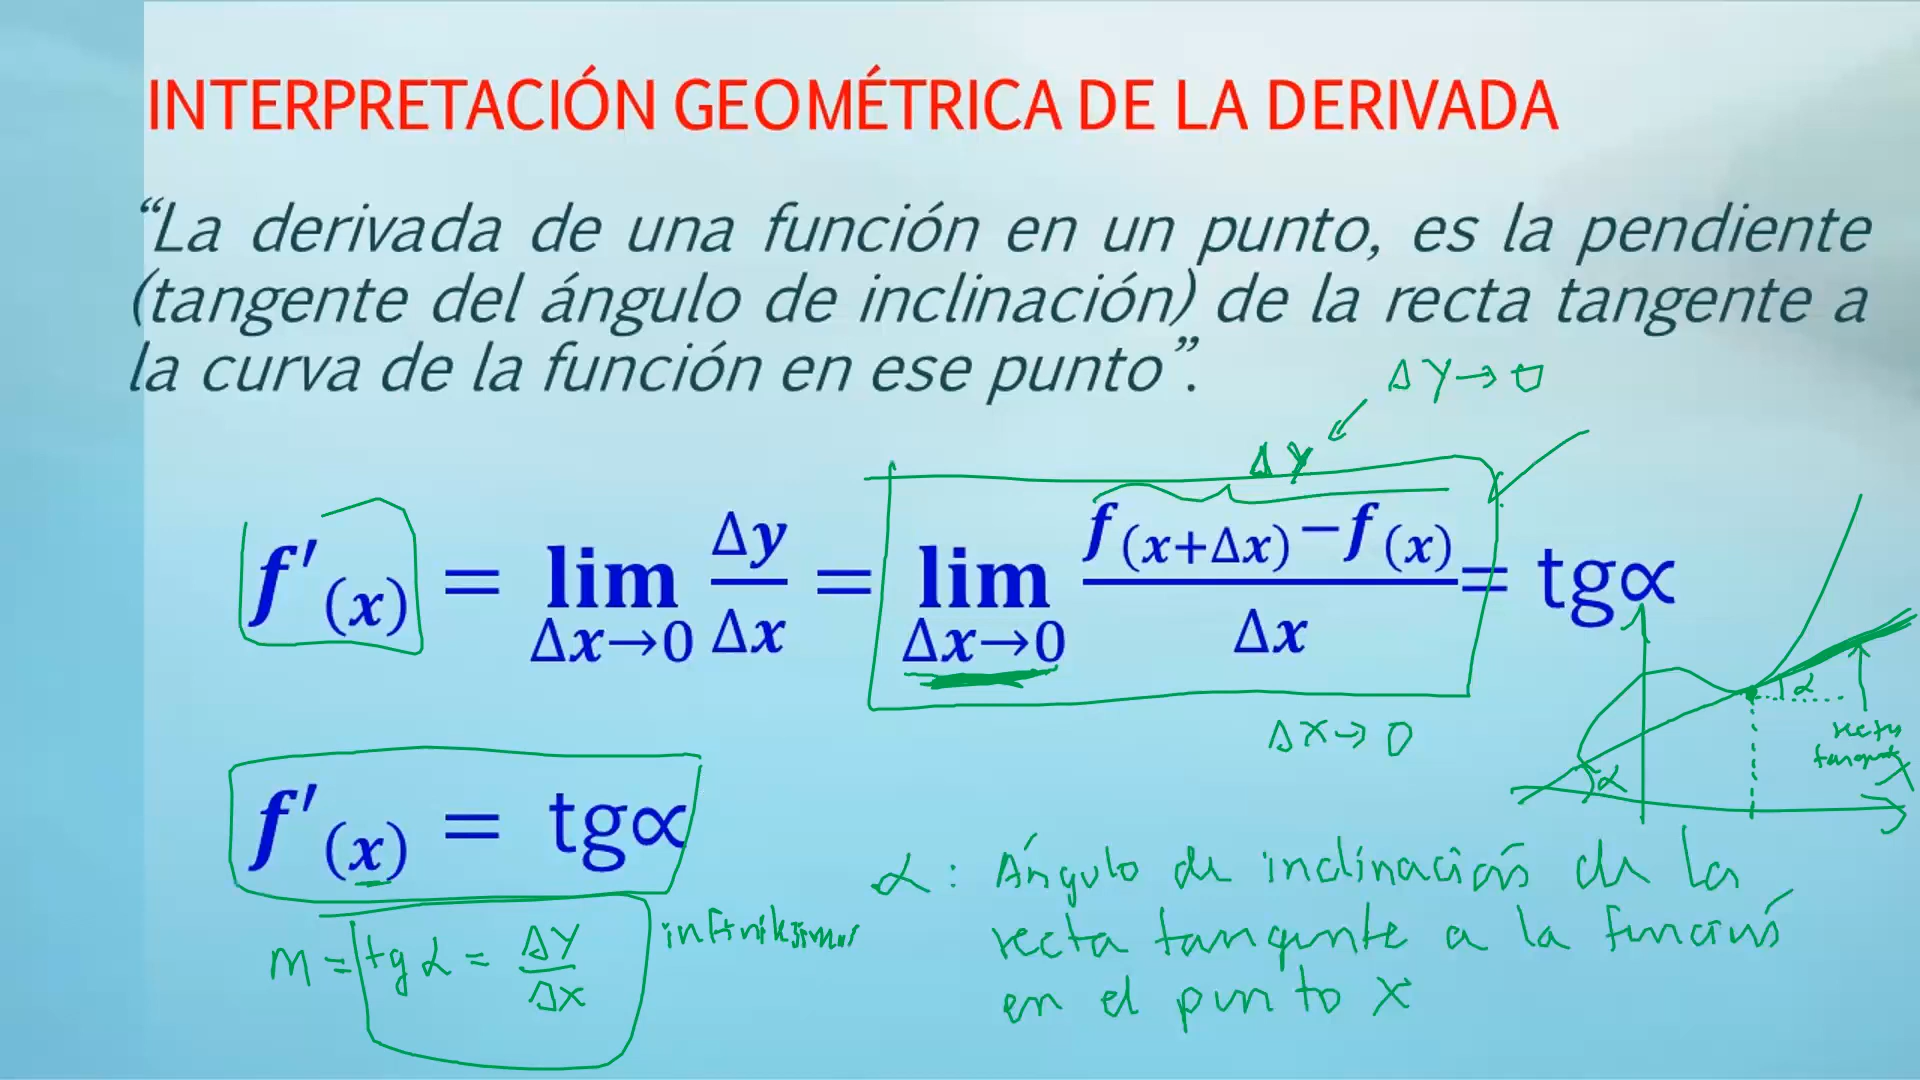 INTERPRETACIÓN GEOMÉTRICA DE LA DERIVADA
“La derivada de una función en un punto, es la pendiente
(tangente del ángulo de inclinación) de la recta tangente a
la curva de la función en ese punto”.
ΔY→0
ΔY
f'(x) = lim Δx→0 Δy/Δx = lim Δx→0 f(x+Δx)−f(x)/Δx = tg∝
ΔX→0
α
recta
tangente
X
α
f'(x) = tg∝
m = tg α = ΔY/ΔX
α: Ángulo de inclinación de la
recta tangente a la función
en el punto X